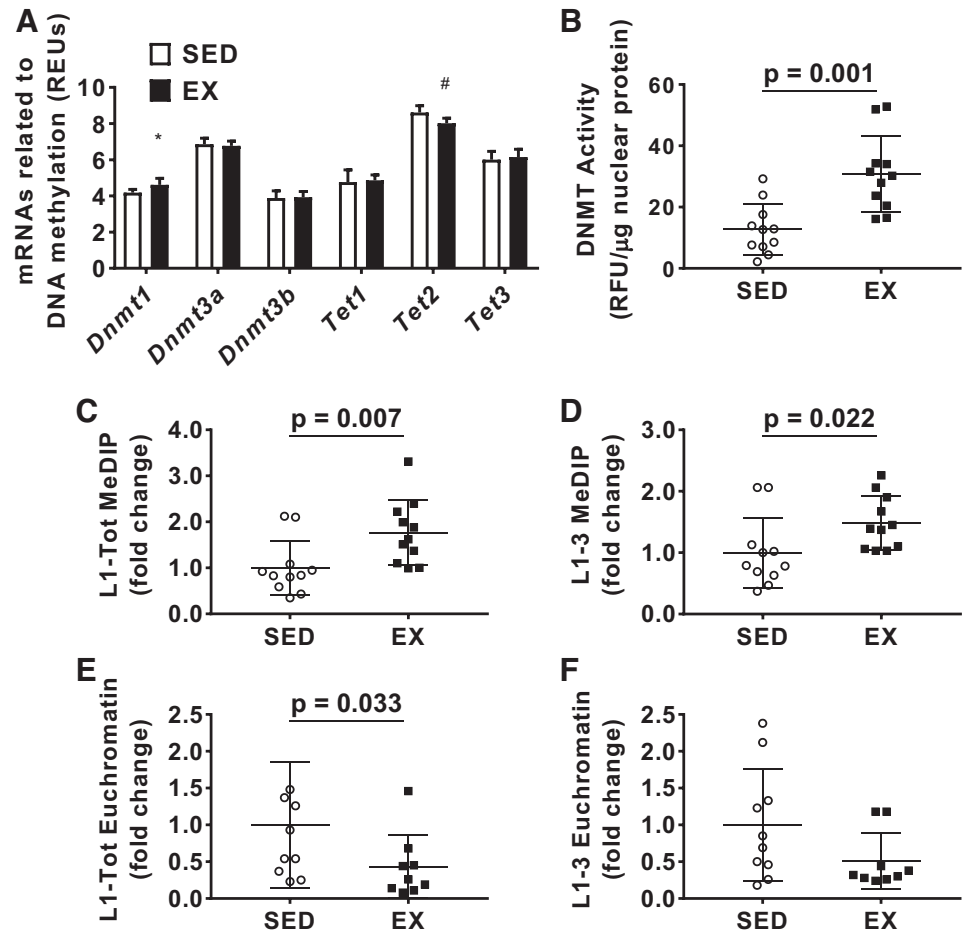 A
mRNAs related to
DNA methylation (REUs)
SED
EX
10
8
6
4
2
0
*
#
Dnmt1
Dnmt3a
Dnmt3b
Tet1
Tet2
Tet3
B
DNMT Activity
(RFU/μg nuclear protein)
p = 0.001
60
40
20
0
SED
EX
C
L1-Tot MeDIP
(fold change)
p = 0.007
4.0
3.0
2.0
1.0
0.0
SED
EX
D
L1-3 MeDIP
(fold change)
p = 0.022
3.0
2.0
1.0
0.0
SED
EX
E
L1-Tot Euchromatin
(fold change)
p = 0.033
2.5
2.0
1.5
1.0
0.5
0.0
SED
EX
F
L1-3 Euchromatin
(fold change)
2.5
2.0
1.5
1.0
0.5
0.0
SED
EX